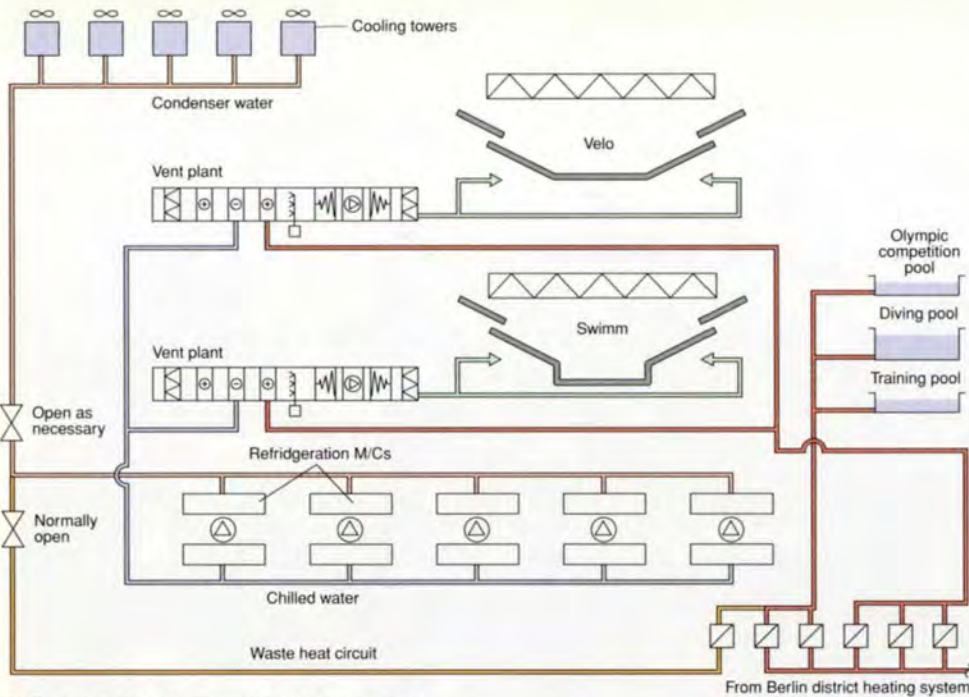 Cooling towers
Condenser water
Velo
Vent plant
Olympic
competition
pool
Diving pool
Swimm
Vent plant
Training pool
Open as
necessary
Refridgeration M/Cs
Normally
open
Chilled water
Waste heat circuit
From Berlin district heating system